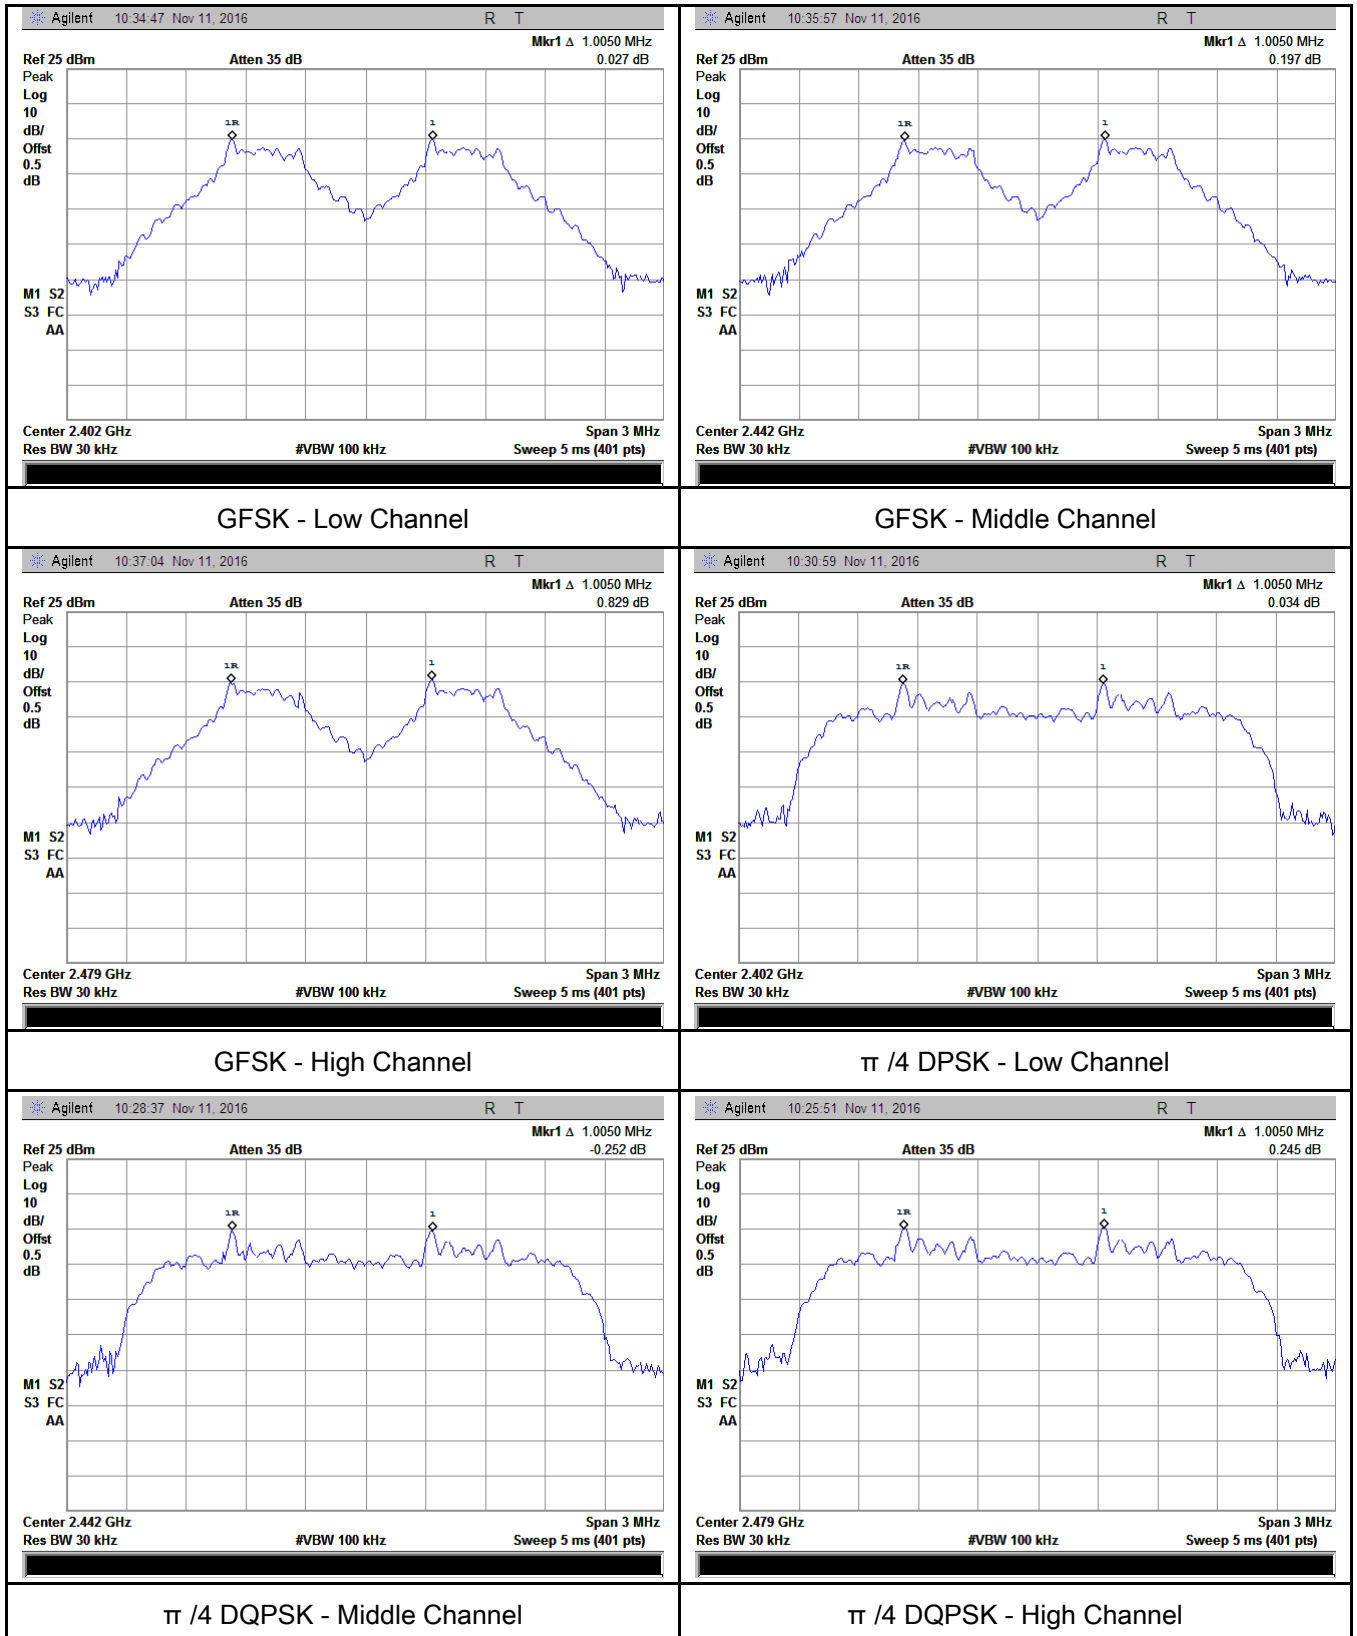 Agilent 10:34:47 Nov 11, 2016 R T
Mkr1 Δ 1.0050 MHz
Ref 25 dBm Atten 35 dB 0.027 dB
Peak
Log
10
dB/
Offst
0.5
dB
1R
1
M1 S2
S3 FC
AA
Center 2.402 GHz Span 3 MHz
Res BW 30 kHz #VBW 100 kHz Sweep 5 ms (401 pts)
GFSK - Low Channel
Agilent 10:35:57 Nov 11, 2016 R T
Mkr1 Δ 1.0050 MHz
Ref 25 dBm Atten 35 dB 0.197 dB
Peak
Log
10
dB/
Offst
0.5
dB
1R
1
M1 S2
S3 FC
AA
Center 2.442 GHz Span 3 MHz
Res BW 30 kHz #VBW 100 kHz Sweep 5 ms (401 pts)
GFSK - Middle Channel
Agilent 10:37:04 Nov 11, 2016 R T
Mkr1 Δ 1.0050 MHz
Ref 25 dBm Atten 35 dB 0.829 dB
Peak
Log
10
dB/
Offst
0.5
dB
1R
1
M1 S2
S3 FC
AA
Center 2.479 GHz Span 3 MHz
Res BW 30 kHz #VBW 100 kHz Sweep 5 ms (401 pts)
GFSK - High Channel
Agilent 10:30:59 Nov 11, 2016 R T
Mkr1 Δ 1.0050 MHz
Ref 25 dBm Atten 35 dB 0.034 dB
Peak
Log
10
dB/
Offst
0.5
dB
1R
1
M1 S2
S3 FC
AA
Center 2.402 GHz Span 3 MHz
Res BW 30 kHz #VBW 100 kHz Sweep 5 ms (401 pts)
π /4 DPSK - Low Channel
Agilent 10:28:37 Nov 11, 2016 R T
Mkr1 Δ 1.0050 MHz
Ref 25 dBm Atten 35 dB -0.252 dB
Peak
Log
10
dB/
Offst
0.5
dB
1R
1
M1 S2
S3 FC
AA
Center 2.442 GHz Span 3 MHz
Res BW 30 kHz #VBW 100 kHz Sweep 5 ms (401 pts)
π /4 DQPSK - Middle Channel
Agilent 10:25:51 Nov 11, 2016 R T
Mkr1 Δ 1.0050 MHz
Ref 25 dBm Atten 35 dB 0.245 dB
Peak
Log
10
dB/
Offst
0.5
dB
1R
1
M1 S2
S3 FC
AA
Center 2.479 GHz Span 3 MHz
Res BW 30 kHz #VBW 100 kHz Sweep 5 ms (401 pts)
π /4 DQPSK - High Channel